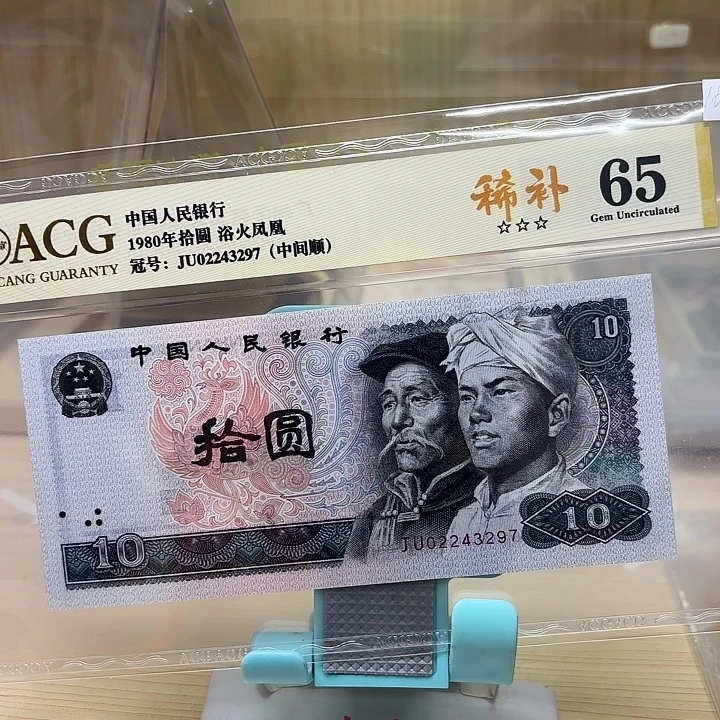 ACG
CANG GUARANTY
中国人民银行
1980年拾圆 浴火凤凰
冠号：JU02243297（中间顺）
稀补
☆☆☆
65
Gem Uncirculated
中国人民银行
10
拾圆
10
JU02243297
10